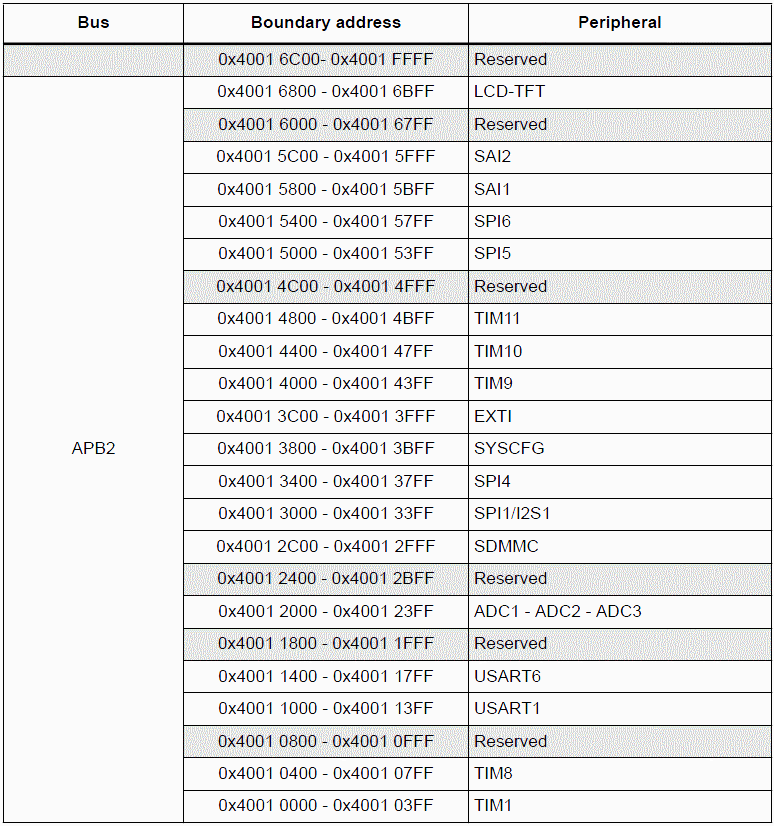 Bus Boundary address Peripheral
0x4001 6C00- 0x4001 FFFF Reserved
0x4001 6800 - 0x4001 6BFF LCD-TFT
0x4001 6000 - 0x4001 67FF Reserved
0x4001 5C00 - 0x4001 5FFF SAI2
0x4001 5800 - 0x4001 5BFF SAI1
0x4001 5400 - 0x4001 57FF SPI6
0x4001 5000 - 0x4001 53FF SPI5
0x4001 4C00 - 0x4001 4FFF Reserved
0x4001 4800 - 0x4001 4BFF TIM11
0x4001 4400 - 0x4001 47FF TIM10
0x4001 4000 - 0x4001 43FF TIM9
0x4001 3C00 - 0x4001 3FFF EXTI
APB2 0x4001 3800 - 0x4001 3BFF SYSCFG
0x4001 3400 - 0x4001 37FF SPI4
0x4001 3000 - 0x4001 33FF SPI1/I2S1
0x4001 2C00 - 0x4001 2FFF SDMMC
0x4001 2400 - 0x4001 2BFF Reserved
0x4001 2000 - 0x4001 23FF ADC1 - ADC2 - ADC3
0x4001 1800 - 0x4001 1FFF Reserved
0x4001 1400 - 0x4001 17FF USART6
0x4001 1000 - 0x4001 13FF USART1
0x4001 0800 - 0x4001 0FFF Reserved
0x4001 0400 - 0x4001 07FF TIM8
0x4001 0000 - 0x4001 03FF TIM1